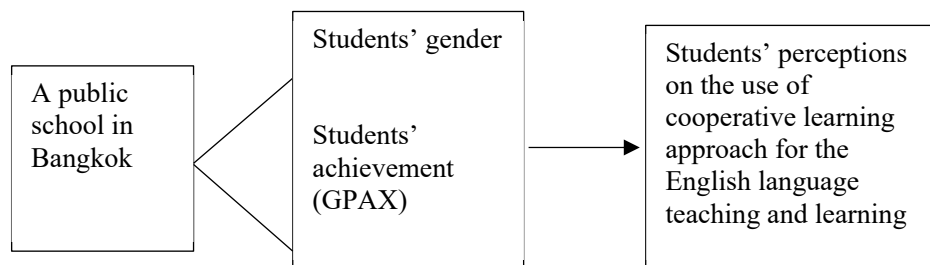 A public
school in
Bangkok
Students’ gender
Students’
achievement
(GPAX)
Students’ perceptions
on the use of
cooperative learning
approach for the
English language
teaching and learning